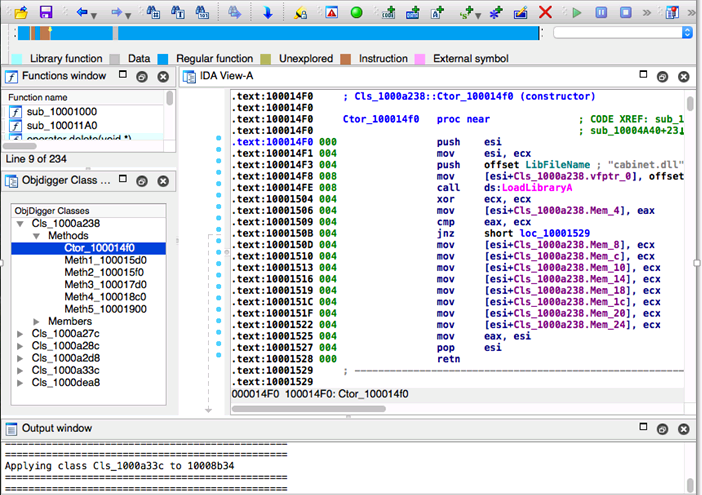 Library function Data Regular function Unexplored Instruction External symbol
Functions window
Function name
sub_10001000
sub_100011A0
operator delete(void *)
Line 9 of 234
Objdigger Class ...
ObjDigger Classes
Cls_1000a238
Methods
Ctor_100014f0
Meth1_100015d0
Meth2_100015f0
Meth3_100017d0
Meth4_100018c0
Meth5_10001900
Members
Cls_1000a27c
Cls_1000a28c
Cls_1000a2d8
Cls_1000a33c
Cls_1000dea8
IDA View-A
.text:100014F0 ; Cls_1000a238::Ctor_100014f0 (constructor)
.text:100014F0
.text:100014F0 Ctor_100014f0 proc near ; CODE XREF: sub_1
.text:100014F0 ; sub_10004A40+23↓
.text:100014F0 000 push esi
.text:100014F1 004 mov esi, ecx
.text:100014F3 004 push offset LibFileName ; "cabinet.dll"
.text:100014F8 008 mov [esi+Cls_1000a238.vfptr_0], offset
.text:100014FE 008 call ds:LoadLibraryA
.text:10001504 004 xor ecx, ecx
.text:10001506 004 mov [esi+Cls_1000a238.Mem_4], eax
.text:10001509 004 cmp eax, ecx
.text:1000150B 004 jnz short loc_10001529
.text:1000150D 004 mov [esi+Cls_1000a238.Mem_8], ecx
.text:10001510 004 mov [esi+Cls_1000a238.Mem_c], ecx
.text:10001513 004 mov [esi+Cls_1000a238.Mem_10], ecx
.text:10001516 004 mov [esi+Cls_1000a238.Mem_14], ecx
.text:10001519 004 mov [esi+Cls_1000a238.Mem_18], ecx
.text:1000151C 004 mov [esi+Cls_1000a238.Mem_1c], ecx
.text:1000151F 004 mov [esi+Cls_1000a238.Mem_20], ecx
.text:10001522 004 mov [esi+Cls_1000a238.Mem_24], ecx
.text:10001525 004 mov eax, esi
.text:10001527 004 pop esi
.text:10001528 000 retn
.text:10001529 ; ---------------------------------------------------------
.text:10001529
000014F0 100014F0: Ctor_100014f0
Output window
================================================
================================================
Applying class Cls_1000a33c to 10008b34
================================================
================================================